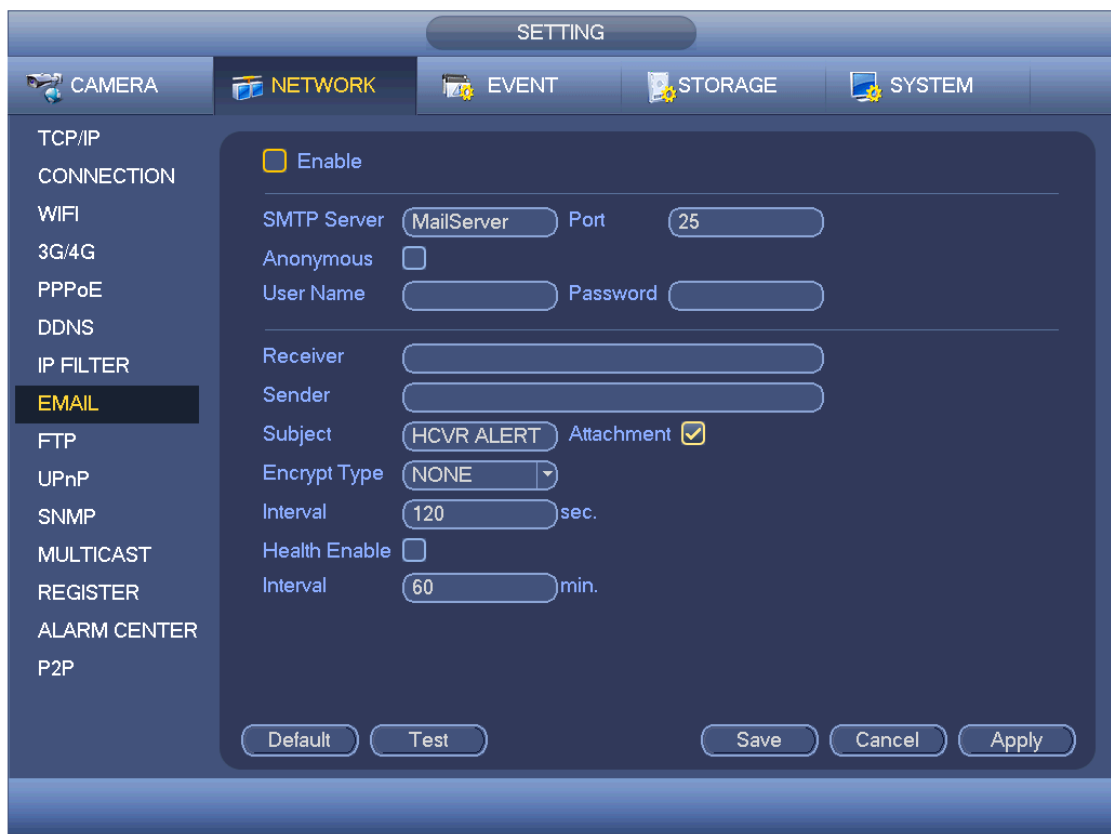 SETTING
CAMERA NETWORK EVENT STORAGE SYSTEM
TCP/IP
CONNECTION
WIFI
3G/4G
PPPoE
DDNS
IP FILTER
EMAIL
FTP
UPnP
SNMP
MULTICAST
REGISTER
ALARM CENTER
P2P
Enable
SMTP Server MailServer Port 25
Anonymous
User Name Password
Receiver
Sender
Subject HCVR ALERT Attachment
Encrypt Type NONE
Interval 120 sec.
Health Enable
Interval 60 min.
Default Test Save Cancel Apply